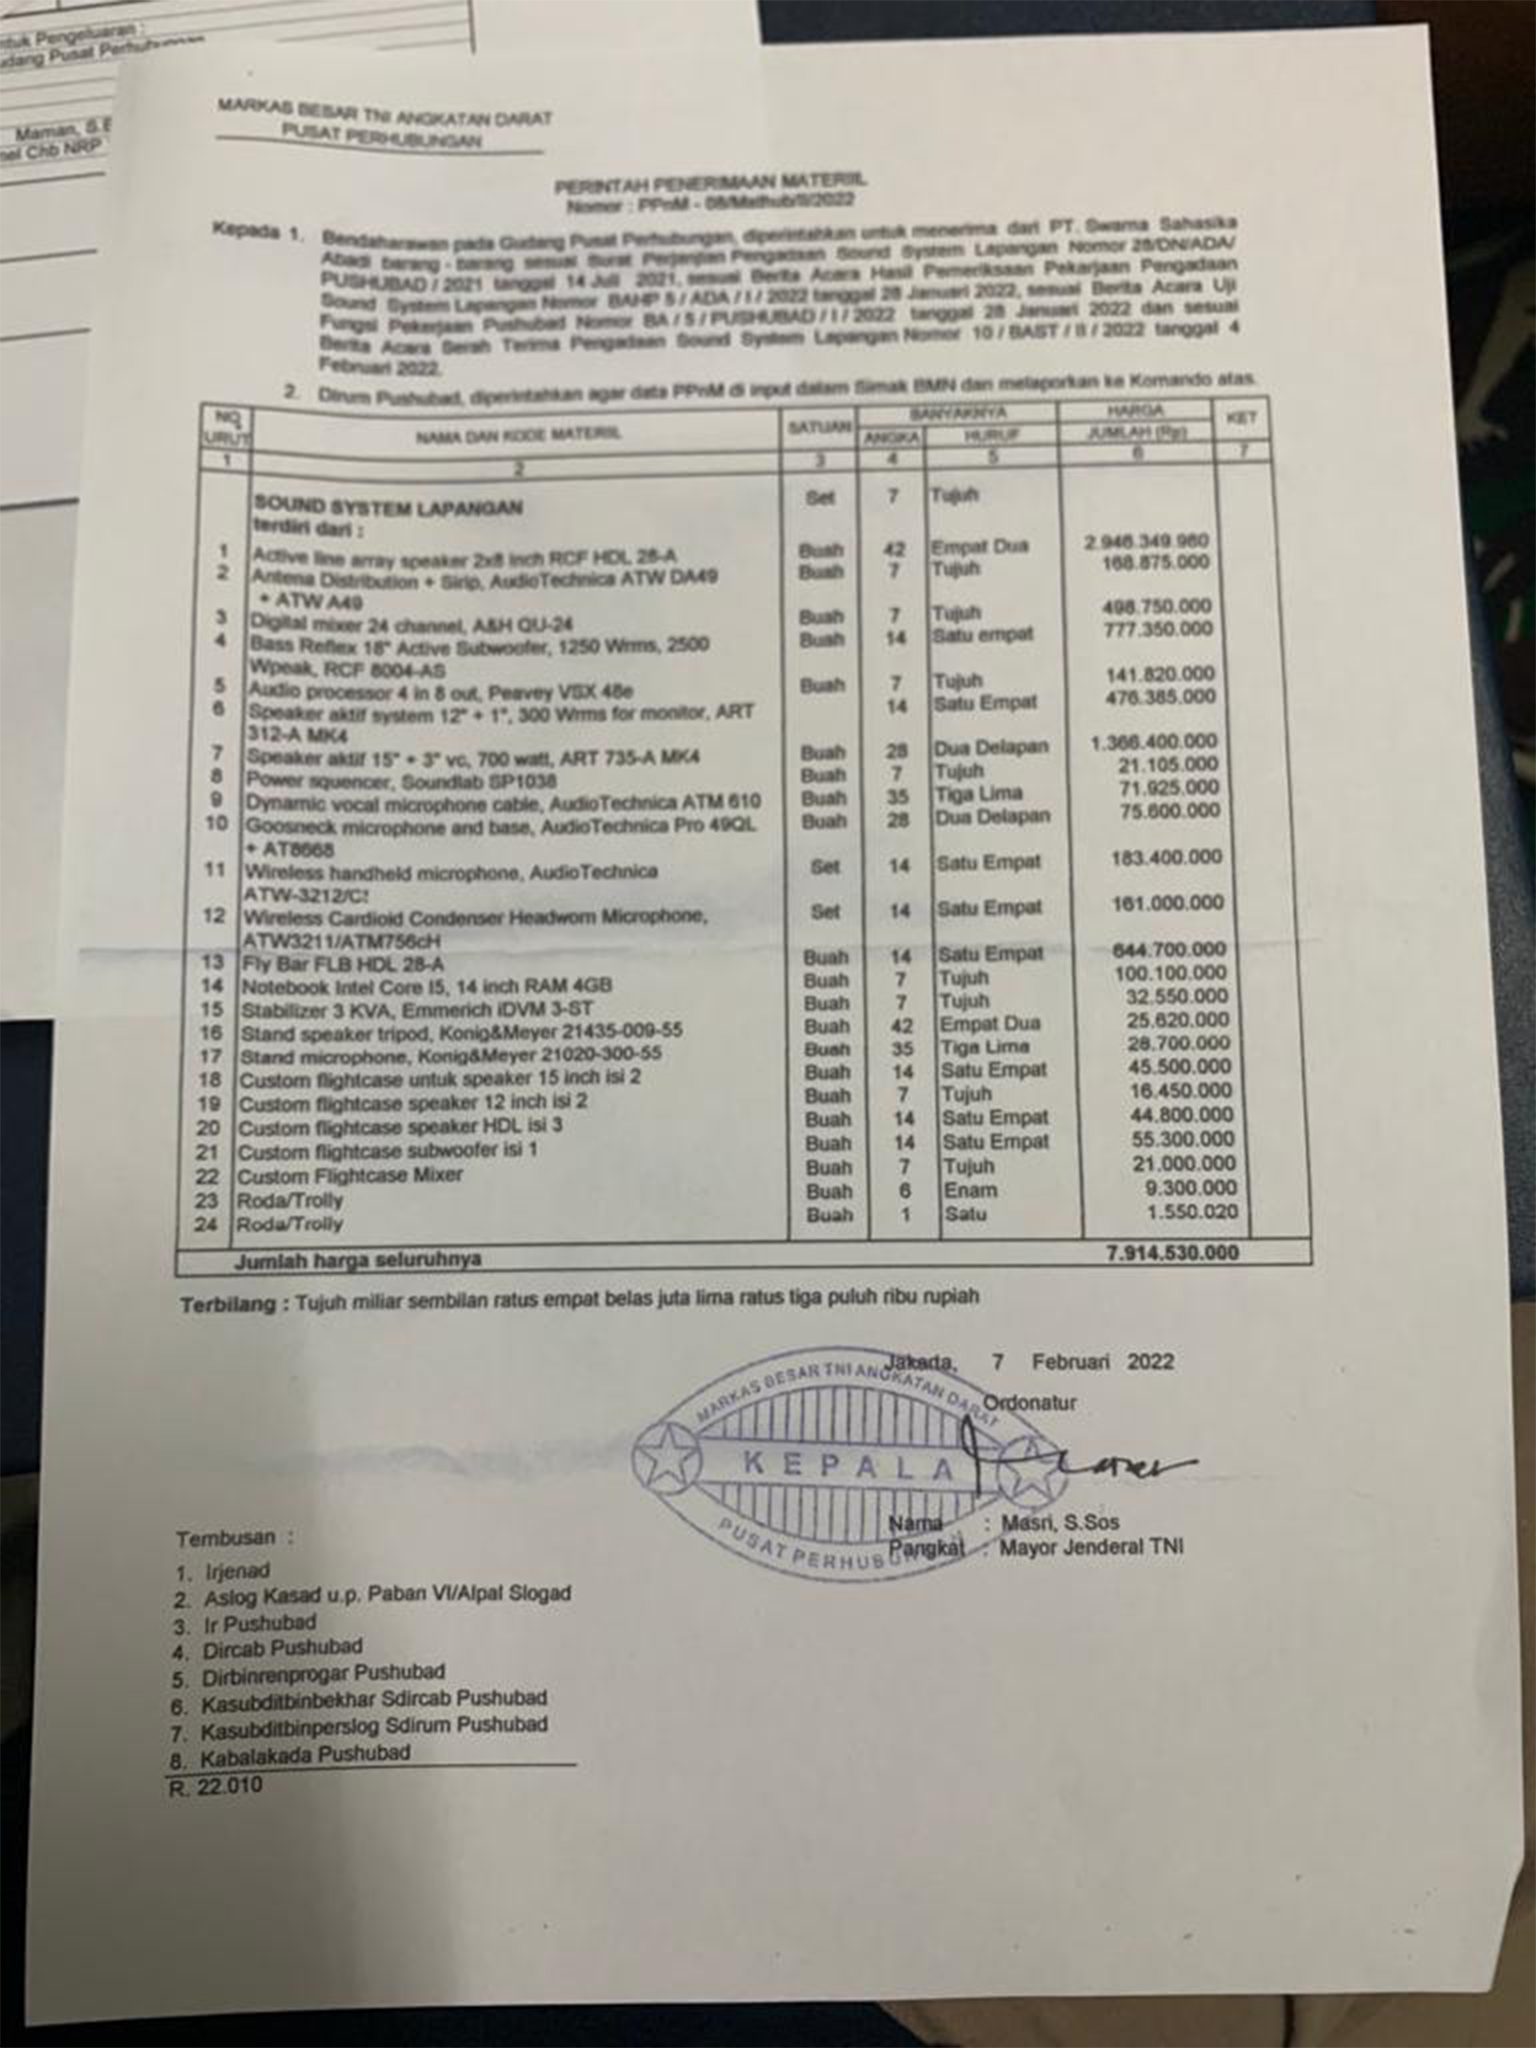 ntuk Pengeluaran :
udang Pusat Perhubungan
Maman, S.E
nel Chb NRP
MARKAS BESAR TNI ANGKATAN DARAT
PUSAT PERHUBUNGAN
PERINTAH PENERIMAAN MATERIIL
Nomor : PPnM - 08/Mathub/II/2022
Kepada 1. Bendaharawan pada Gudang Pusat Perhubungan, diperintahkan untuk menerima dari PT. Swarna Sahasika
Abadi barang - barang sesuai Surat Perjanjian Pengadaan Sound System Lapangan Nomor 28/DN/ADA/
PUSHUBAD / 2021 tanggal 14 Juli 2021, sesuai Berita Acara Hasil Pemeriksaan Pekerjaan Pengadaan
Sound System Lapangan Nomor BAHP 5 / ADA / I / 2022 tanggal 28 Januari 2022, sesuai Berita Acara Uji
Fungsi Pekerjaan Pushubad Nomor BA / 5 / PUSHUBAD / I / 2022 tanggal 28 Januari 2022 dan sesuai
Berita Acara Serah Terima Pengadaan Sound System Lapangan Nomor 10 / BAST / II / 2022 tanggal 4
Februari 2022.
2. Dirum Pushubad, diperintahkan agar data PPnM di input dalam Simak BMN dan melaporkan ke Komando atas.
NO URUT NAMA DAN KODE MATERIIL SATUAN BANYAKNYA HARGA KET
ANGKA HURUF JUMLAH (Rp)
1 2 3 4 5 6 7
SOUND SYSTEM LAPANGAN Set 7 Tujuh
terdiri dari :
1 Active line array speaker 2x8 inch RCF HDL 28-A Buah 42 Empat Dua 2.946.349.980
2 Antena Distribution + Sirip, AudioTechnica ATW DA49 Buah 7 Tujuh 168.875.000
+ ATW A49
3 Digital mixer 24 channel, A&H QU-24 Buah 7 Tujuh 498.750.000
4 Bass Reflex 18" Active Subwoofer, 1250 Wrms, 2500 Buah 14 Satu empat 777.350.000
Wpeak, RCF 8004-AS
5 Audio processor 4 in 8 out, Peavey VSX 48e Buah 7 Tujuh 141.820.000
6 Speaker aktif system 12" + 1", 300 Wrms for monitor, ART 14 Satu Empat 476.385.000
312-A MK4
7 Speaker aktif 15" + 3" vc, 700 watt, ART 735-A MK4 Buah 28 Dua Delapan 1.366.400.000
8 Power squencer, Soundlab SP1038 Buah 7 Tujuh 21.105.000
9 Dynamic vocal microphone cable, AudioTechnica ATM 610 Buah 35 Tiga Lima 71.925.000
10 Goosneck microphone and base, AudioTechnica Pro 49QL Buah 28 Dua Delapan 75.600.000
+ AT8668
11 Wireless handheld microphone, AudioTechnica Set 14 Satu Empat 183.400.000
ATW-3212/C!
12 Wireless Cardioid Condenser Headworn Microphone, Set 14 Satu Empat 161.000.000
ATW3211/ATM756cH
13 Fly Bar FLB HDL 28-A Buah 14 Satu Empat 644.700.000
14 Notebook Intel Core I5, 14 inch RAM 4GB Buah 7 Tujuh 100.100.000
15 Stabilizer 3 KVA, Emmerich iDVM 3-ST Buah 7 Tujuh 32.550.000
16 Stand speaker tripod, Konig&Meyer 21435-009-55 Buah 42 Empat Dua 25.620.000
17 Stand microphone, Konig&Meyer 21020-300-55 Buah 35 Tiga Lima 28.700.000
18 Custom flightcase untuk speaker 15 inch isi 2 Buah 14 Satu Empat 45.500.000
19 Custom flightcase speaker 12 inch isi 2 Buah 7 Tujuh 16.450.000
20 Custom flightcase speaker HDL isi 3 Buah 14 Satu Empat 44.800.000
21 Custom flightcase subwoofer isi 1 Buah 14 Satu Empat 55.300.000
22 Custom Flightcase Mixer Buah 7 Tujuh 21.000.000
23 Roda/Trolly Buah 6 Enam 9.300.000
24 Roda/Trolly Buah 1 Satu 1.550.020
Jumlah harga seluruhnya 7.914.530.000
Terbilang : Tujuh miliar sembilan ratus empat belas juta lima ratus tiga puluh ribu rupiah
Jakarta, 7 Februari 2022
Ordonatur
MARKAS BESAR TNI ANGKATAN DARAT
KEPALA
PUSAT PERHUBUNGAN
Nama : Masri, S.Sos
Pangkat : Mayor Jenderal TNI
Tembusan :
1. Irjenad
2. Aslog Kasad u.p. Paban VI/Alpal Slogad
3. Ir Pushubad
4. Dircab Pushubad
5. Dirbinrenprogar Pushubad
6. Kasubditbinbekhar Sdircab Pushubad
7. Kasubditbinperslog Sdirum Pushubad
8. Kabalakada Pushubad
R. 22.010